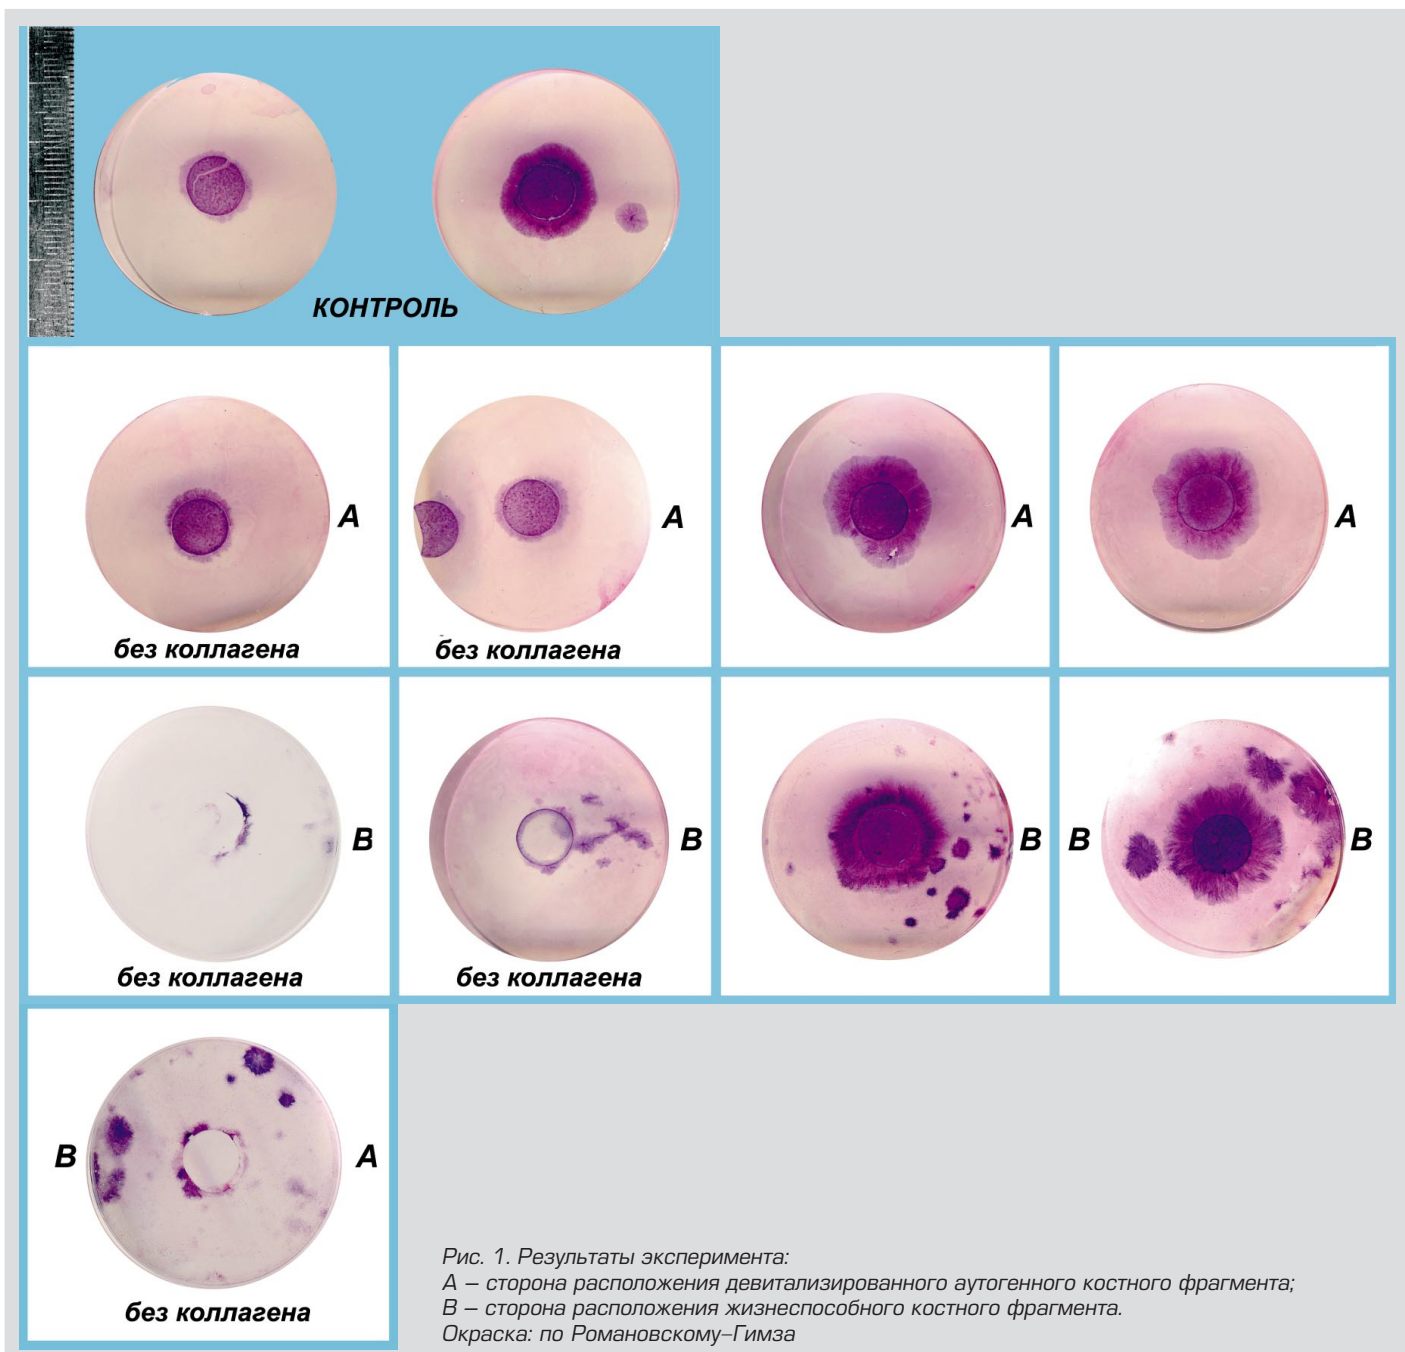 КОНТРОЛЬ
А
А
А
А
без коллагена
без коллагена
В
В
В
В
В
без коллагена
без коллагена
В
А
без коллагена
Рис. 1. Результаты эксперимента:
А – сторона расположения девитализированного аутогенного костного фрагмента;
В – сторона расположения жизнеспособного костного фрагмента.
Окраска: по Романовскому–Гимза